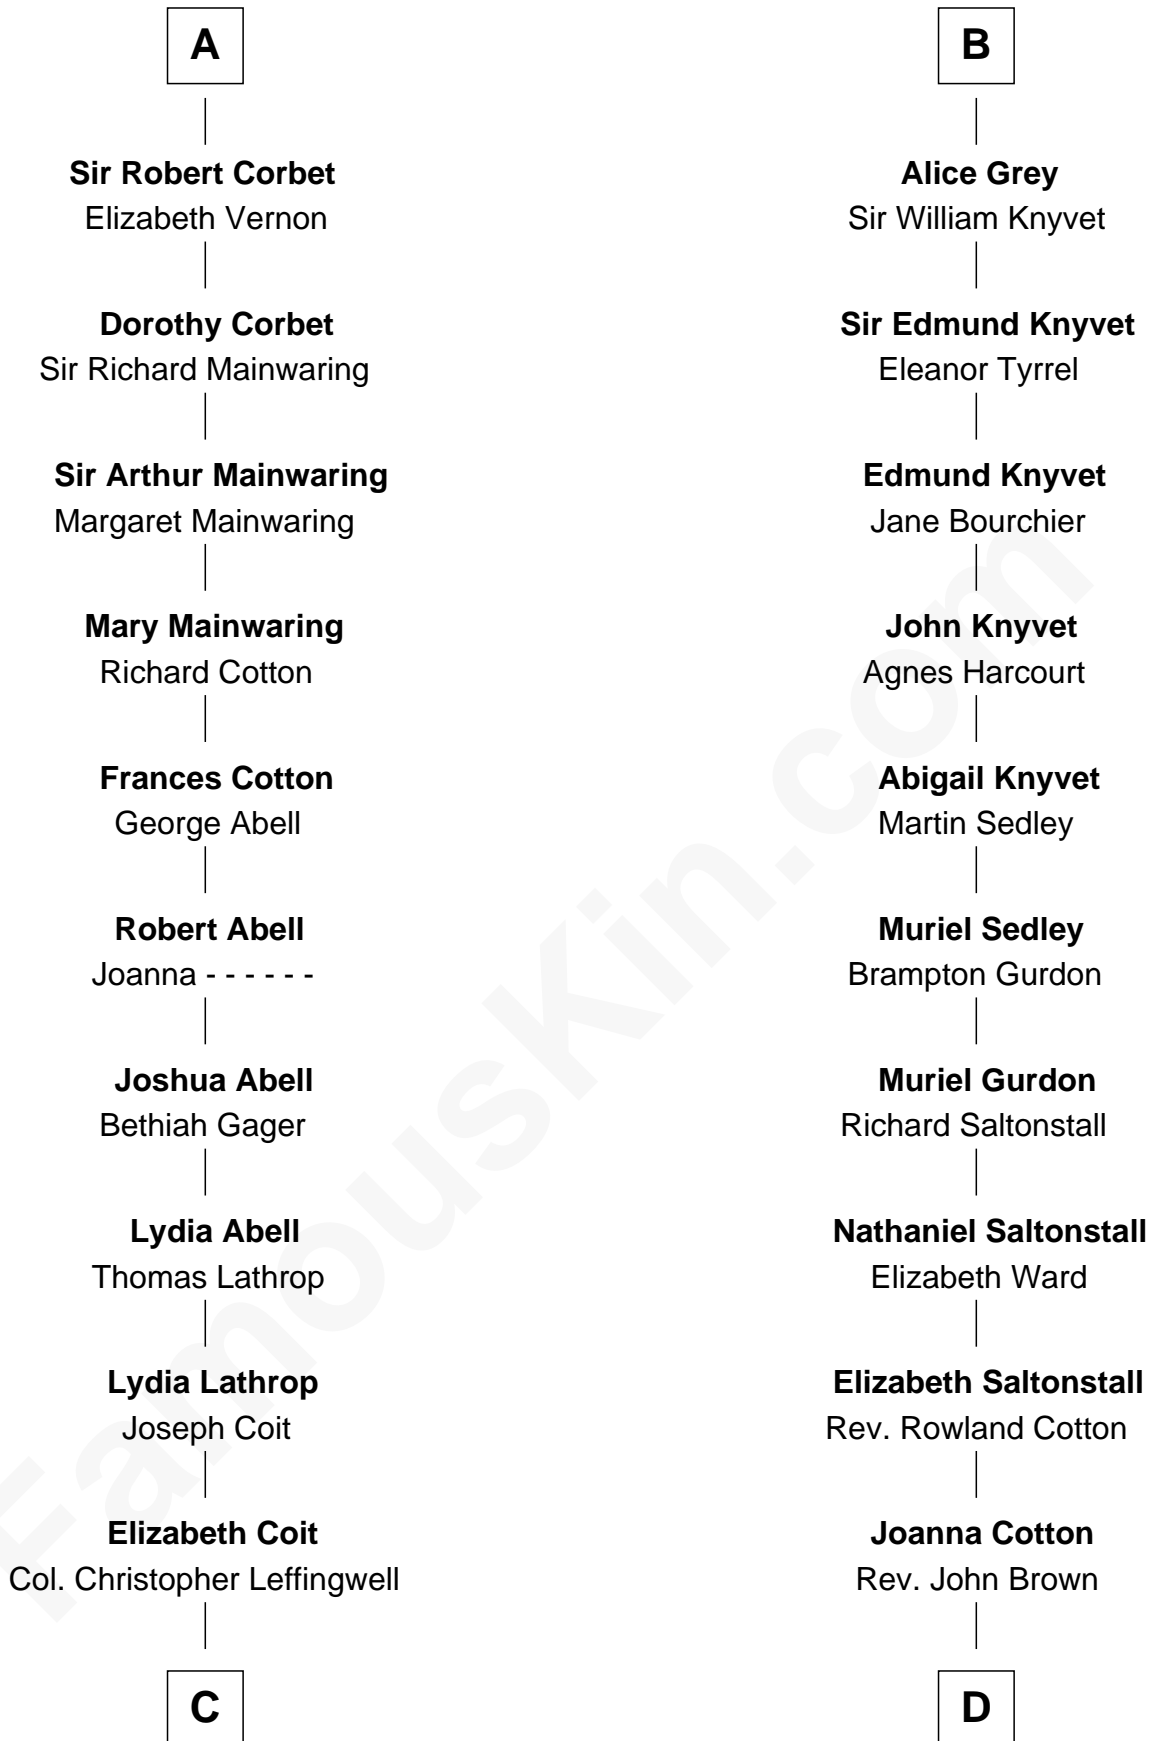 A
Sir Robert Corbet
Elizabeth Vernon
Dorothy Corbet
Sir Richard Mainwaring
Sir Arthur Mainwaring
Margaret Mainwaring
Mary Mainwaring
Richard Cotton
Frances Cotton
George Abell
Robert Abell
Joanna - - - - - -
Joshua Abell
Bethiah Gager
Lydia Abell
Thomas Lathrop
Lydia Lathrop
Joseph Coit
Elizabeth Coit
Col. Christopher Leffingwell
C
B
Alice Grey
Sir William Knyvet
Sir Edmund Knyvet
Eleanor Tyrrel
Edmund Knyvet
Jane Bourchier
John Knyvet
Agnes Harcourt
Abigail Knyvet
Martin Sedley
Muriel Sedley
Brampton Gurdon
Muriel Gurdon
Richard Saltonstall
Nathaniel Saltonstall
Elizabeth Ward
Elizabeth Saltonstall
Rev. Rowland Cotton
Joanna Cotton
Rev. John Brown
D
FamousKin.com